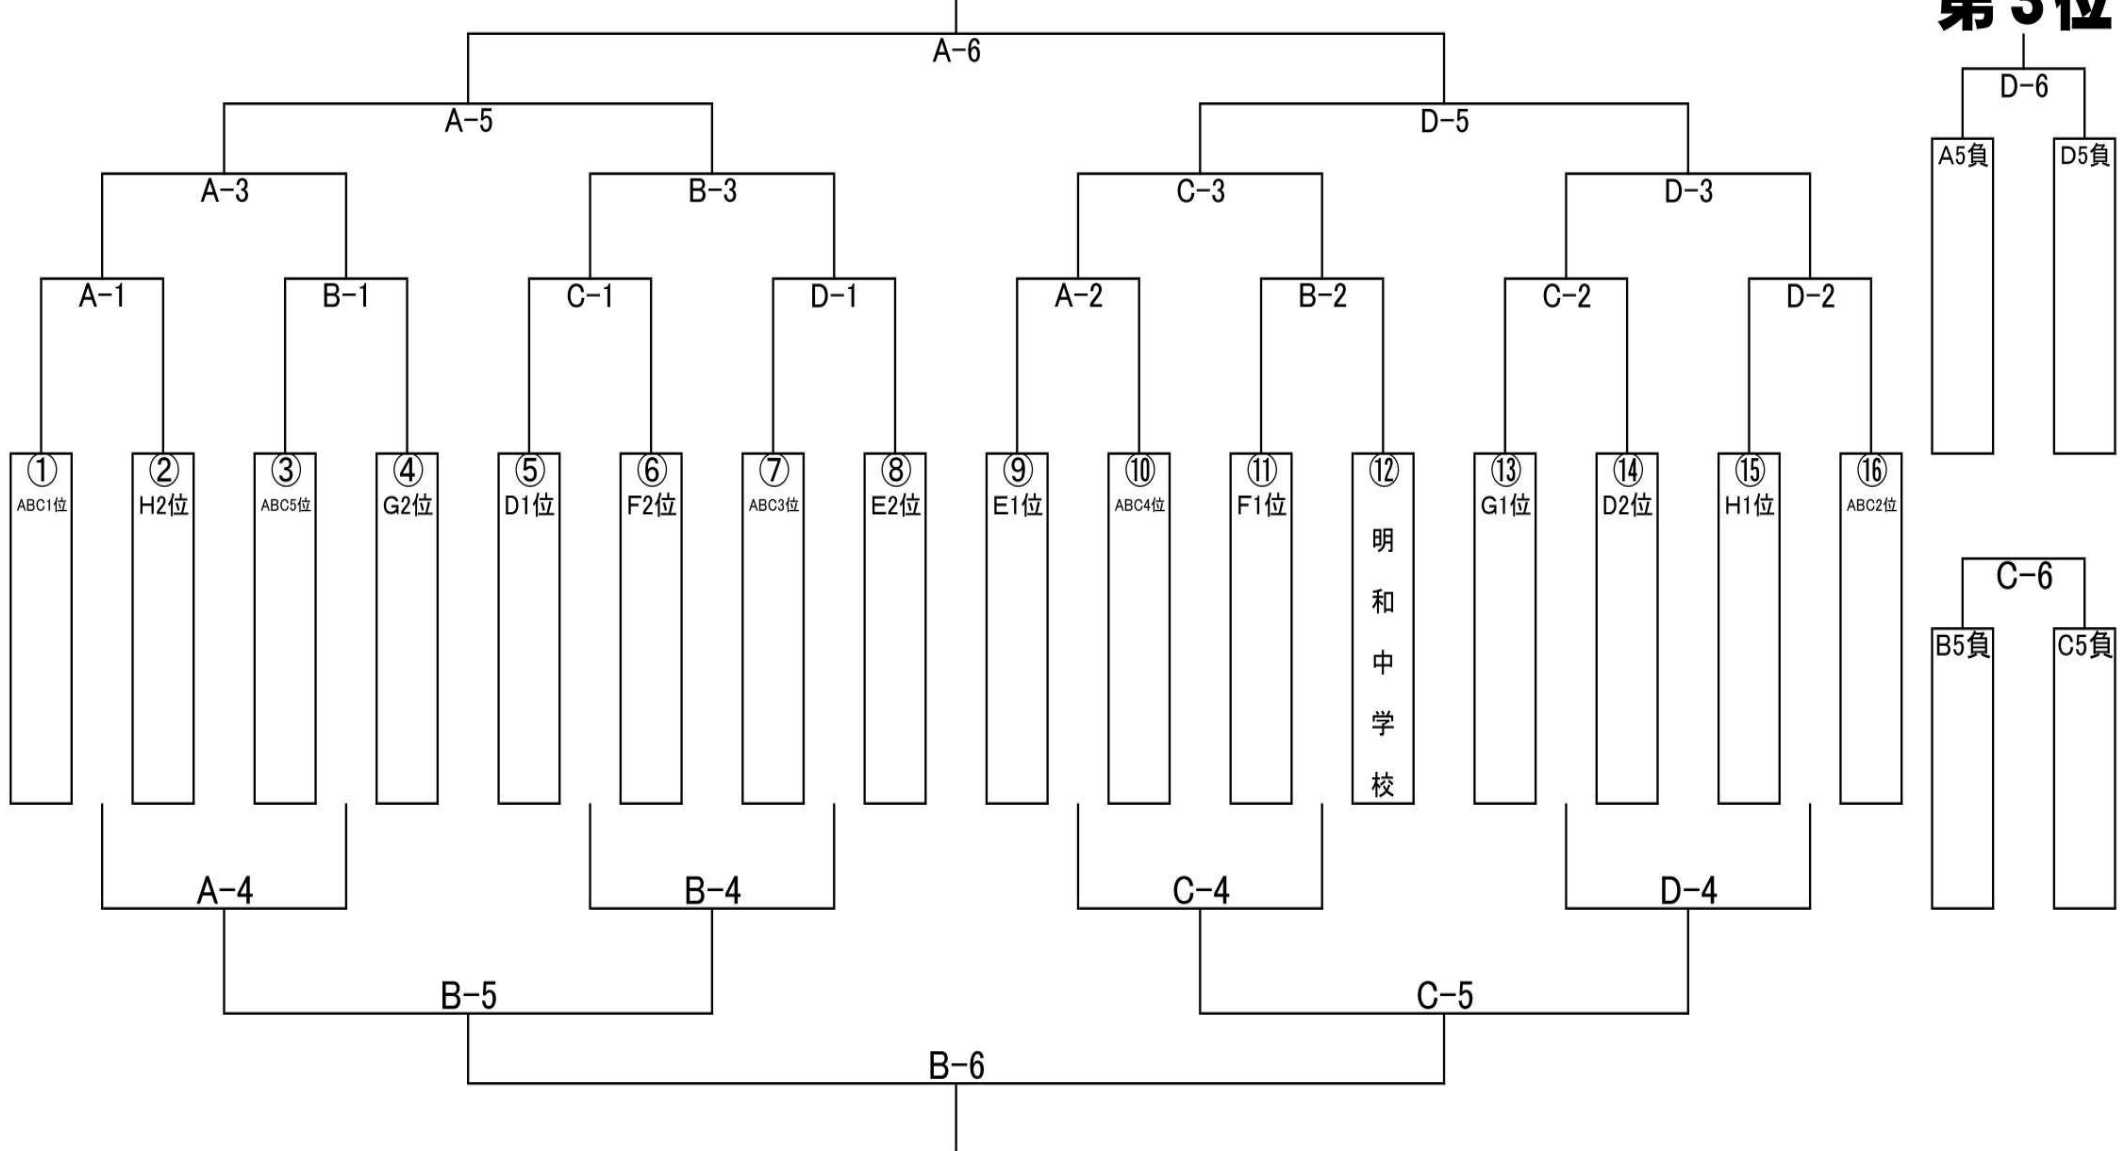 第3位
A-6
D-6
A-5
D-5
A5負
D5負
A-3
B-3
C-3
D-3
A-1
B-1
C-1
D-1
A-2
B-2
C-2
D-2
①
②
③
④
⑤
⑥
⑦
⑧
⑨
⑩
⑪
⑫
⑬
⑭
⑮
⑯
ABC1位
H2位
ABC5位
G2位
D1位
F2位
ABC3位
E2位
E1位
ABC4位
F1位
明和中学校
G1位
D2位
H1位
ABC2位
C-6
B5負
C5負
A-4
B-4
C-4
D-4
B-5
C-5
B-6